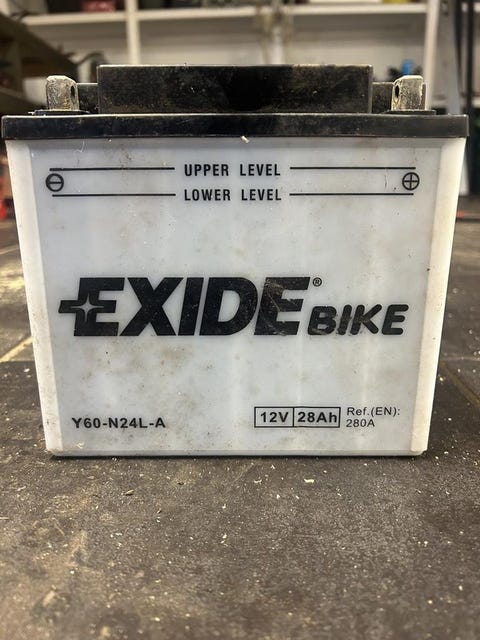 UPPER LEVEL
⊖ ⊕
LOWER LEVEL
EXIDE® BIKE
Y60-N24L-A 12V 28Ah Ref.(EN):
280A